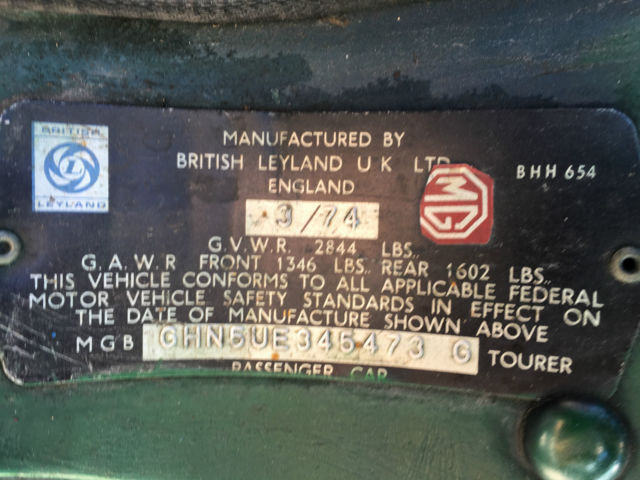 BRITISH
L
LEYLAND
MANUFACTURED BY
BRITISH LEYLAND U K LTD
ENGLAND
MG
BHH 654
3/74
G.V.W.R. 2844 LBS.
G.A.W.R FRONT 1346 LBS. REAR 1602 LBS.
THIS VEHICLE CONFORMS TO ALL APPLICABLE FEDERAL
MOTOR VEHICLE SAFETY STANDARDS IN EFFECT ON
THE DATE OF MANUFACTURE SHOWN ABOVE
MGB GHN5UE345473 G TOURER
PASSENGER CAR